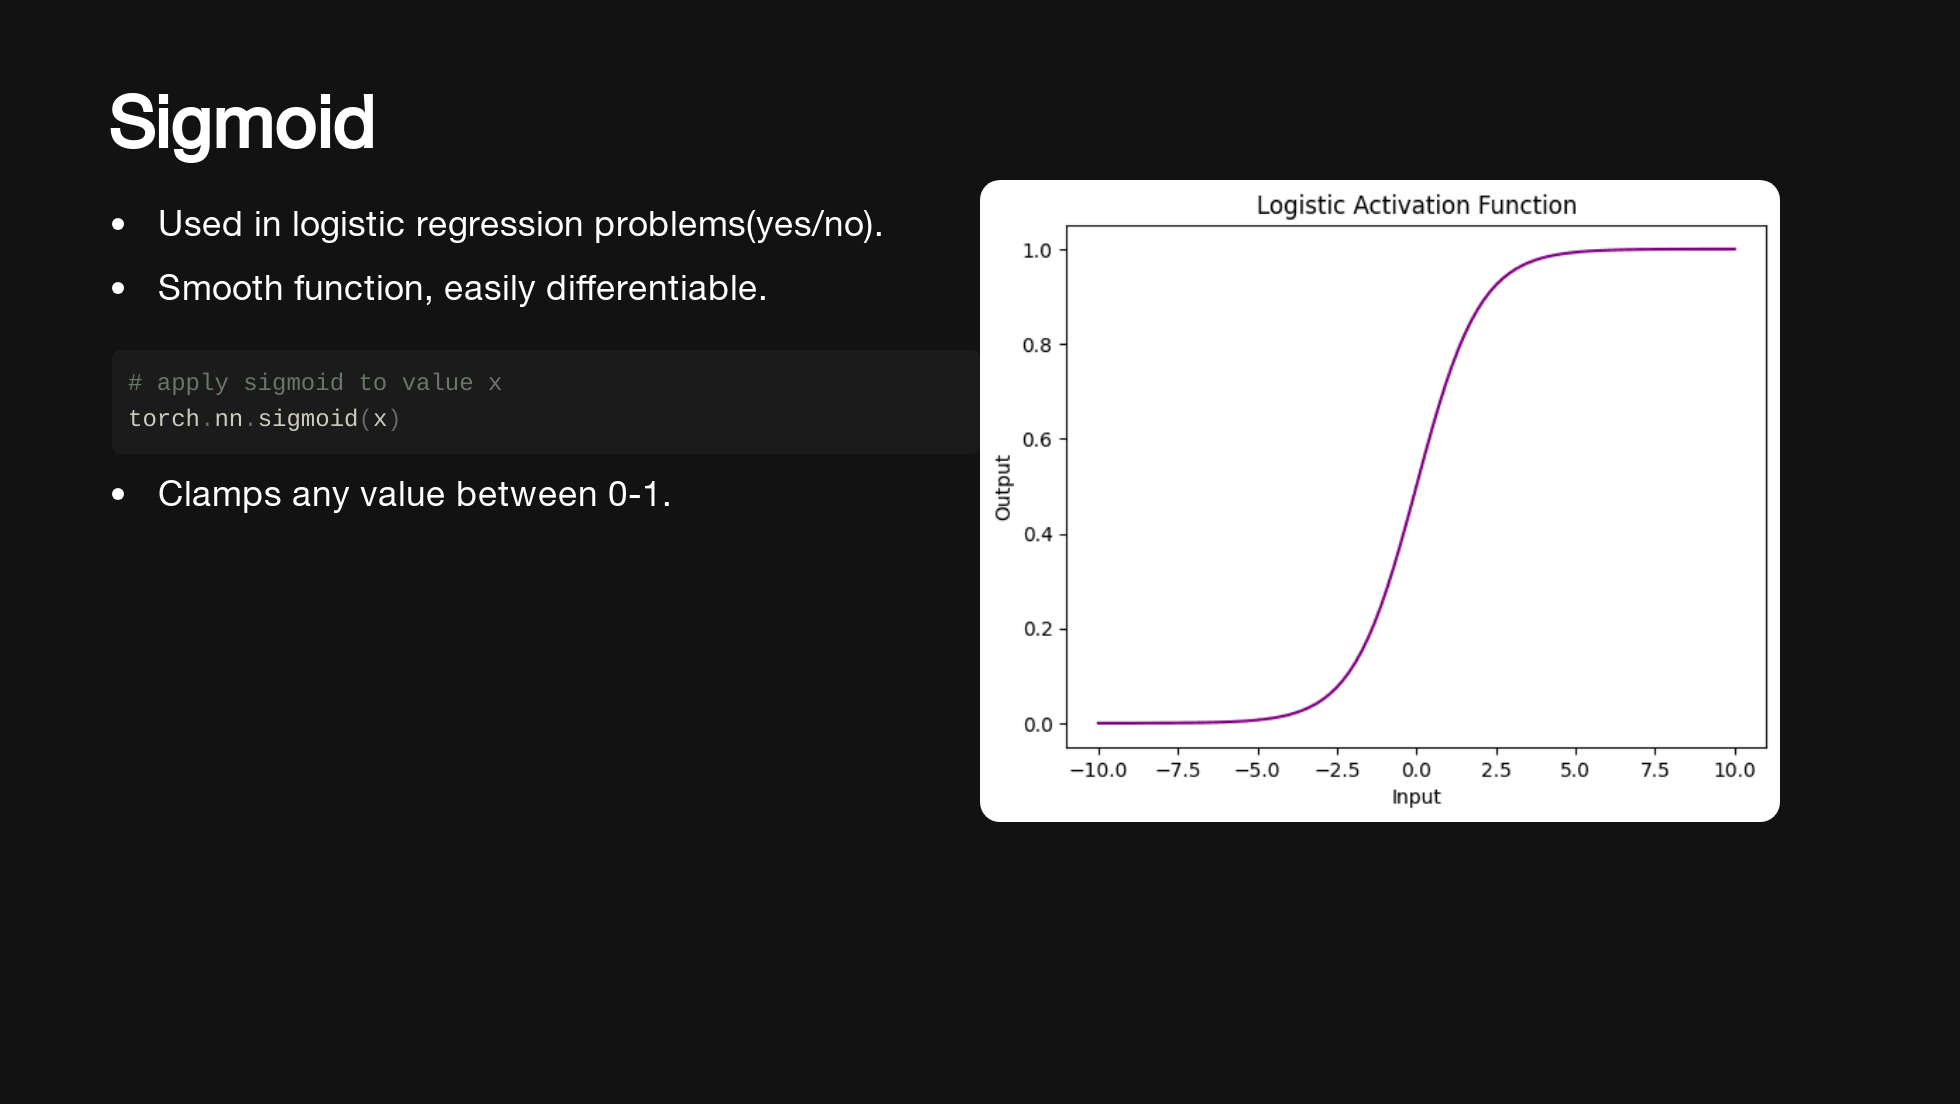 Sigmoid
• Used in logistic regression problems(yes/no).
• Smooth function, easily differentiable.
# apply sigmoid to value x
torch.nn.sigmoid(x)
• Clamps any value between 0-1.
Logistic Activation Function
1.0
0.8
0.6
0.4
0.2
0.0
Output
−10.0 −7.5 −5.0 −2.5 0.0 2.5 5.0 7.5 10.0
Input